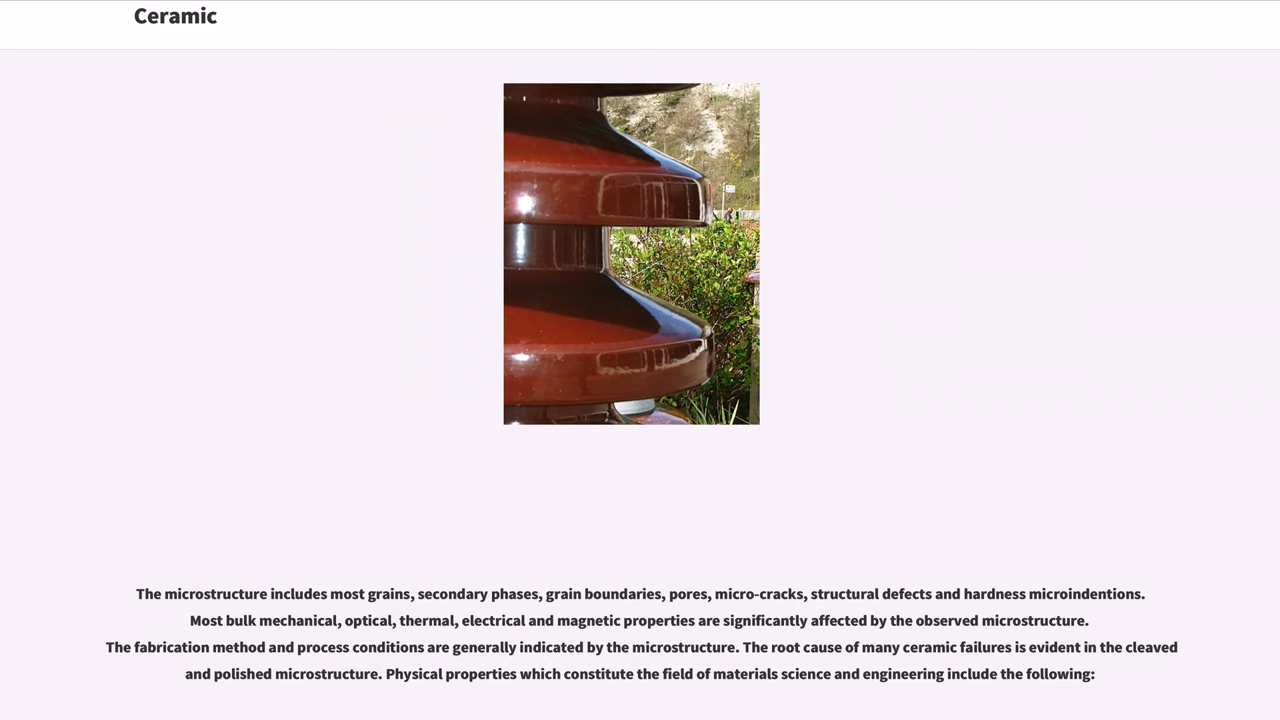 Ceramic
The microstructure includes most grains, secondary phases, grain boundaries, pores, micro-cracks, structural defects and hardness microindentions.
Most bulk mechanical, optical, thermal, electrical and magnetic properties are significantly affected by the observed microstructure.
The fabrication method and process conditions are generally indicated by the microstructure. The root cause of many ceramic failures is evident in the cleaved
and polished microstructure. Physical properties which constitute the field of materials science and engineering include the following: